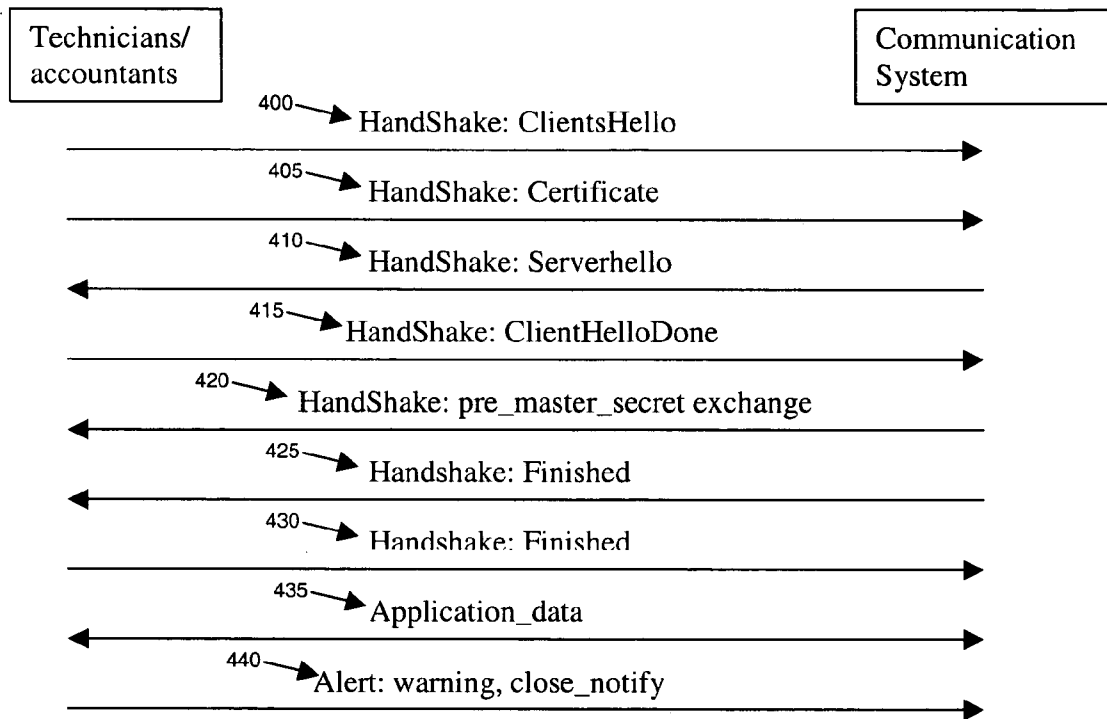 Technicians/
accountants
Communication
System
400
HandShake: ClientsHello
405
HandShake: Certificate
410
HandShake: Serverhello
415
HandShake: ClientHelloDone
420
HandShake: pre_master_secret exchange
425
Handshake: Finished
430
Handshake: Finished
435
Application_data
440
Alert: warning, close_notify